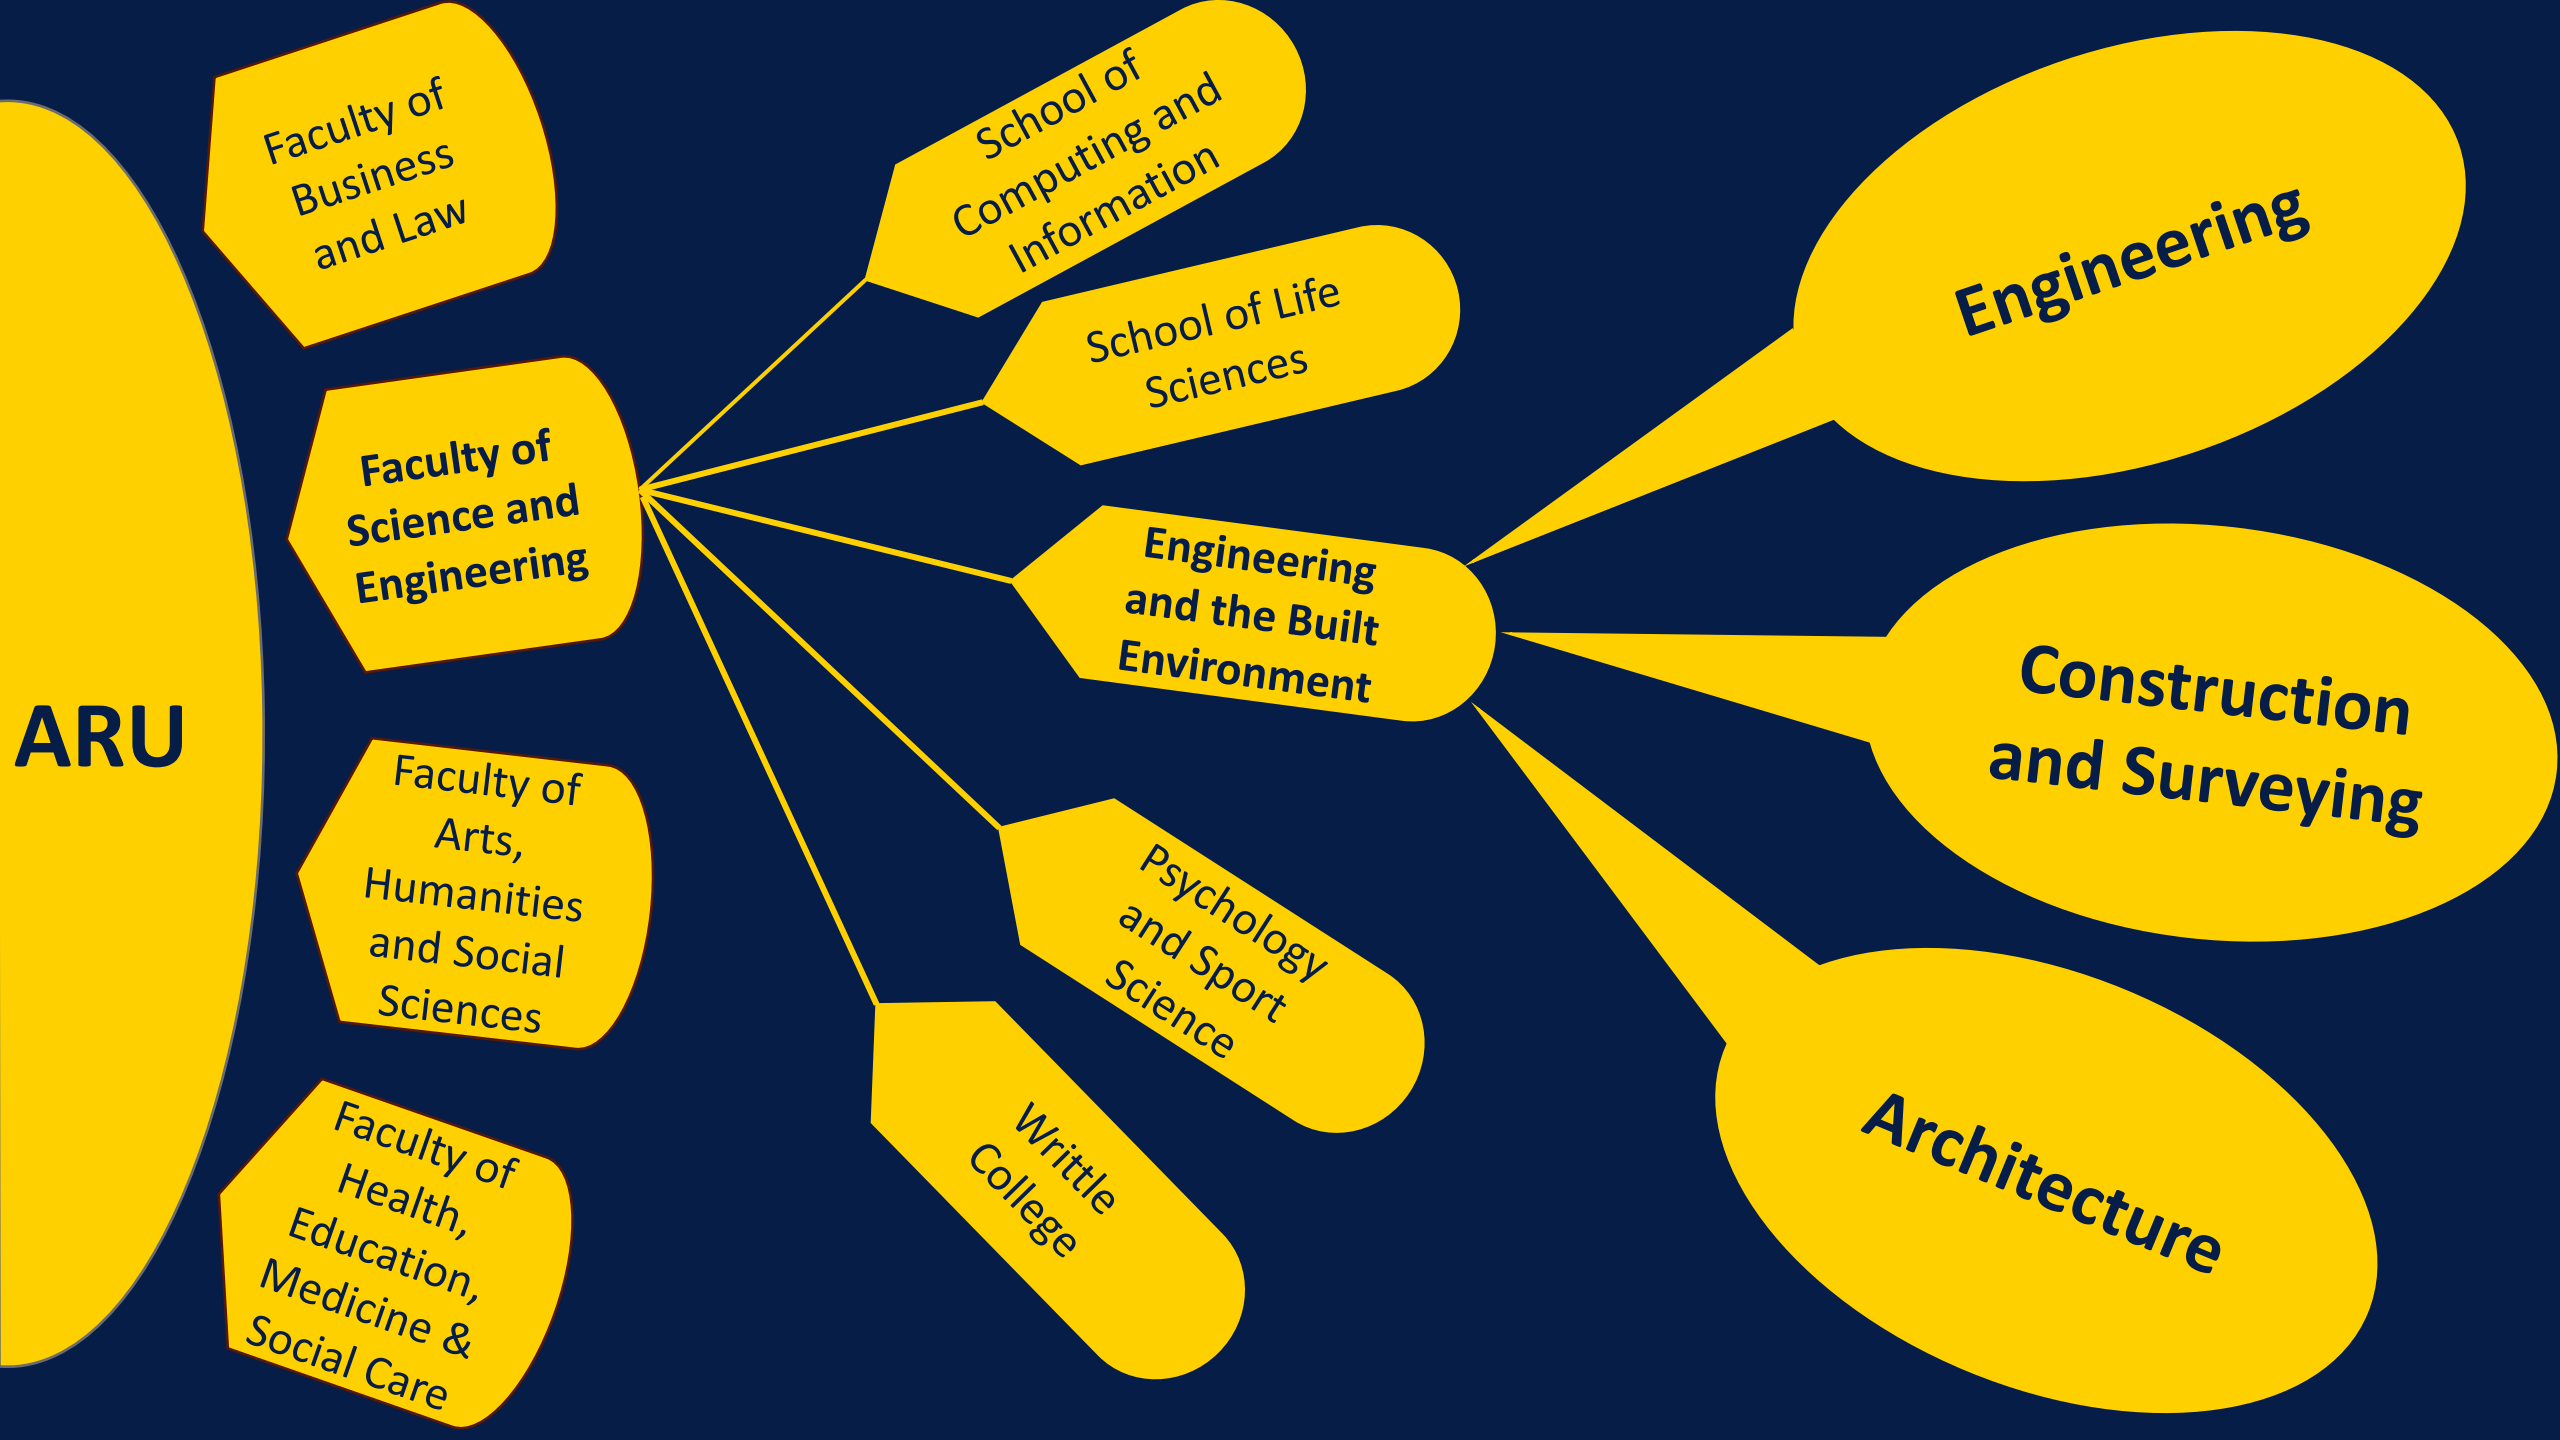 ARU
Faculty of
Business
and Law
Faculty of
Science and
Engineering
Faculty of
Arts,
Humanities
and Social
Sciences
Faculty of
Health,
Education,
Medicine &
Social Care
School of
Computing and
Information
School of Life
Sciences
Engineering
and the Built
Environment
Psychology
and Sport
Science
Writtle
College
Engineering
Construction
and Surveying
Architecture